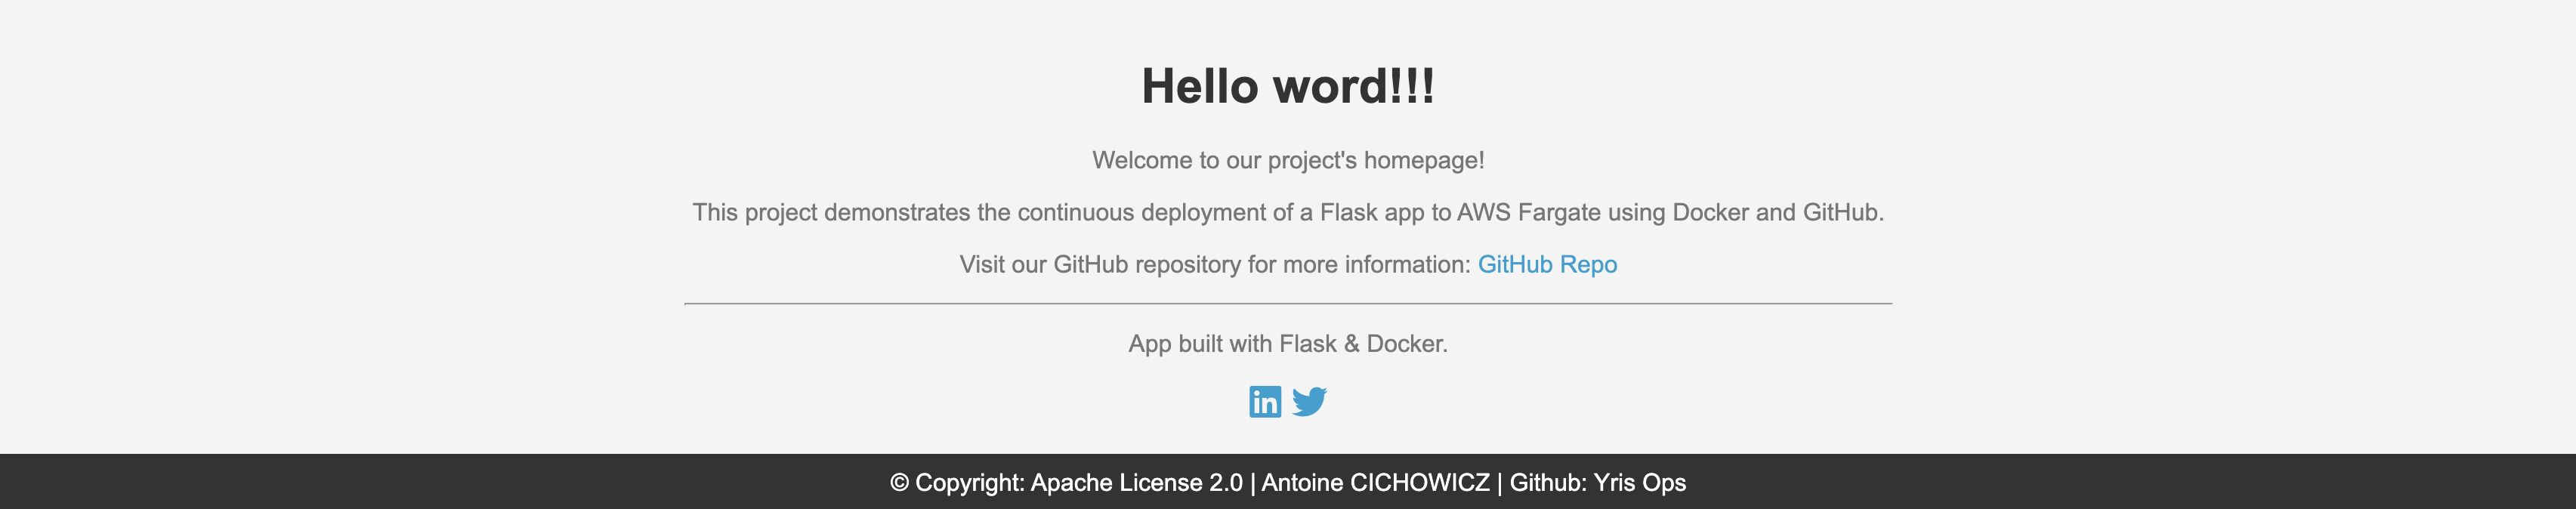 Hello word!!!
Welcome to our project's homepage!
This project demonstrates the continuous deployment of a Flask app to AWS Fargate using Docker and GitHub.
Visit our GitHub repository for more information: GitHub Repo
App built with Flask & Docker.
in
© Copyright: Apache License 2.0 | Antoine CICHOWICZ | Github: Yris Ops